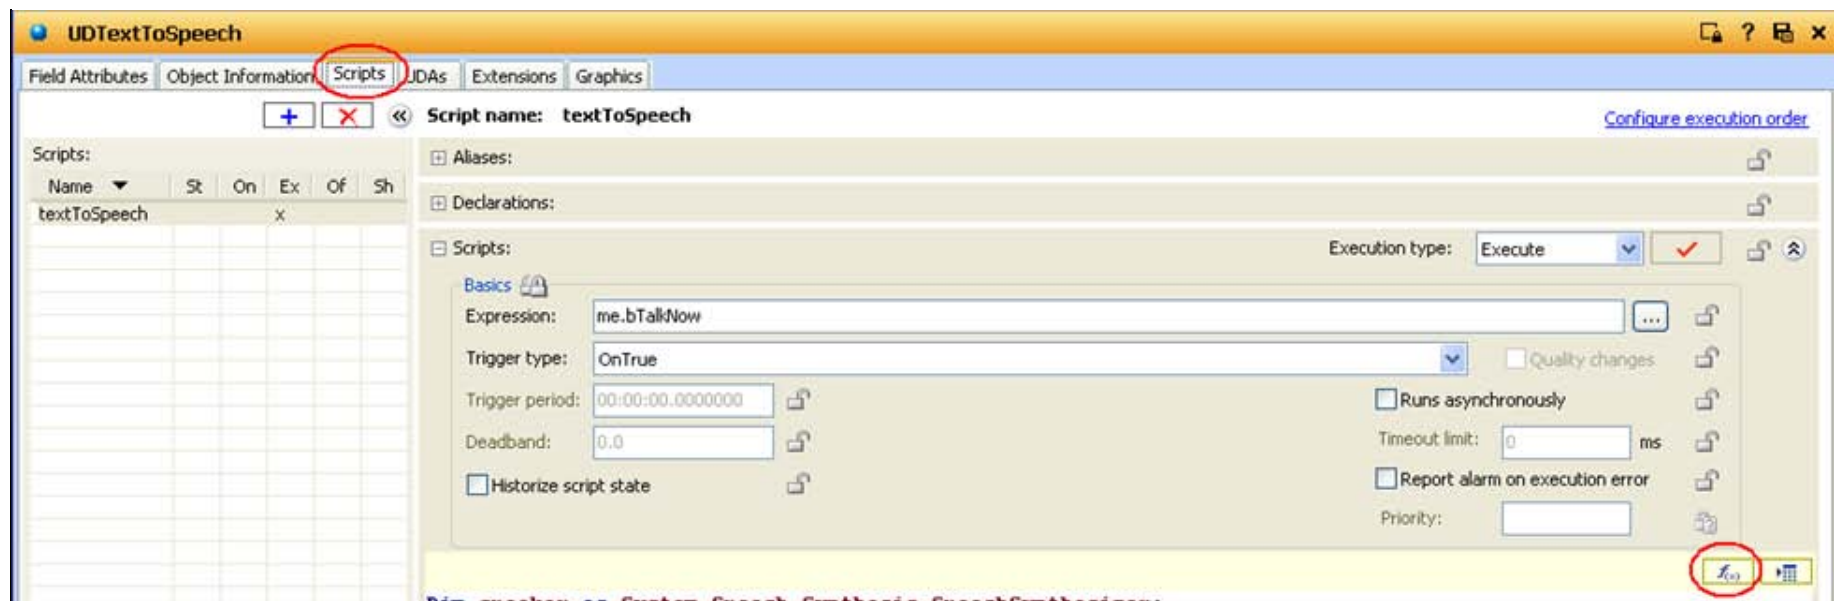 UDTextToSpeech
Field Attributes Object Information Scripts UDAs Extensions Graphics
Script name: textToSpeech Configure execution order
Scripts:
Name St On Ex Of Sh
textToSpeech x
Aliases:
Declarations:
Scripts: Execution type: Execute
Basics
Expression: me.bTalkNow ...
Trigger type: OnTrue Quality changes
Trigger period: 00:00:00.0000000 Runs asynchronously
Deadband: 0.0 Timeout limit: 0 ms
Historize script state Report alarm on execution error
Priority:
f(x)